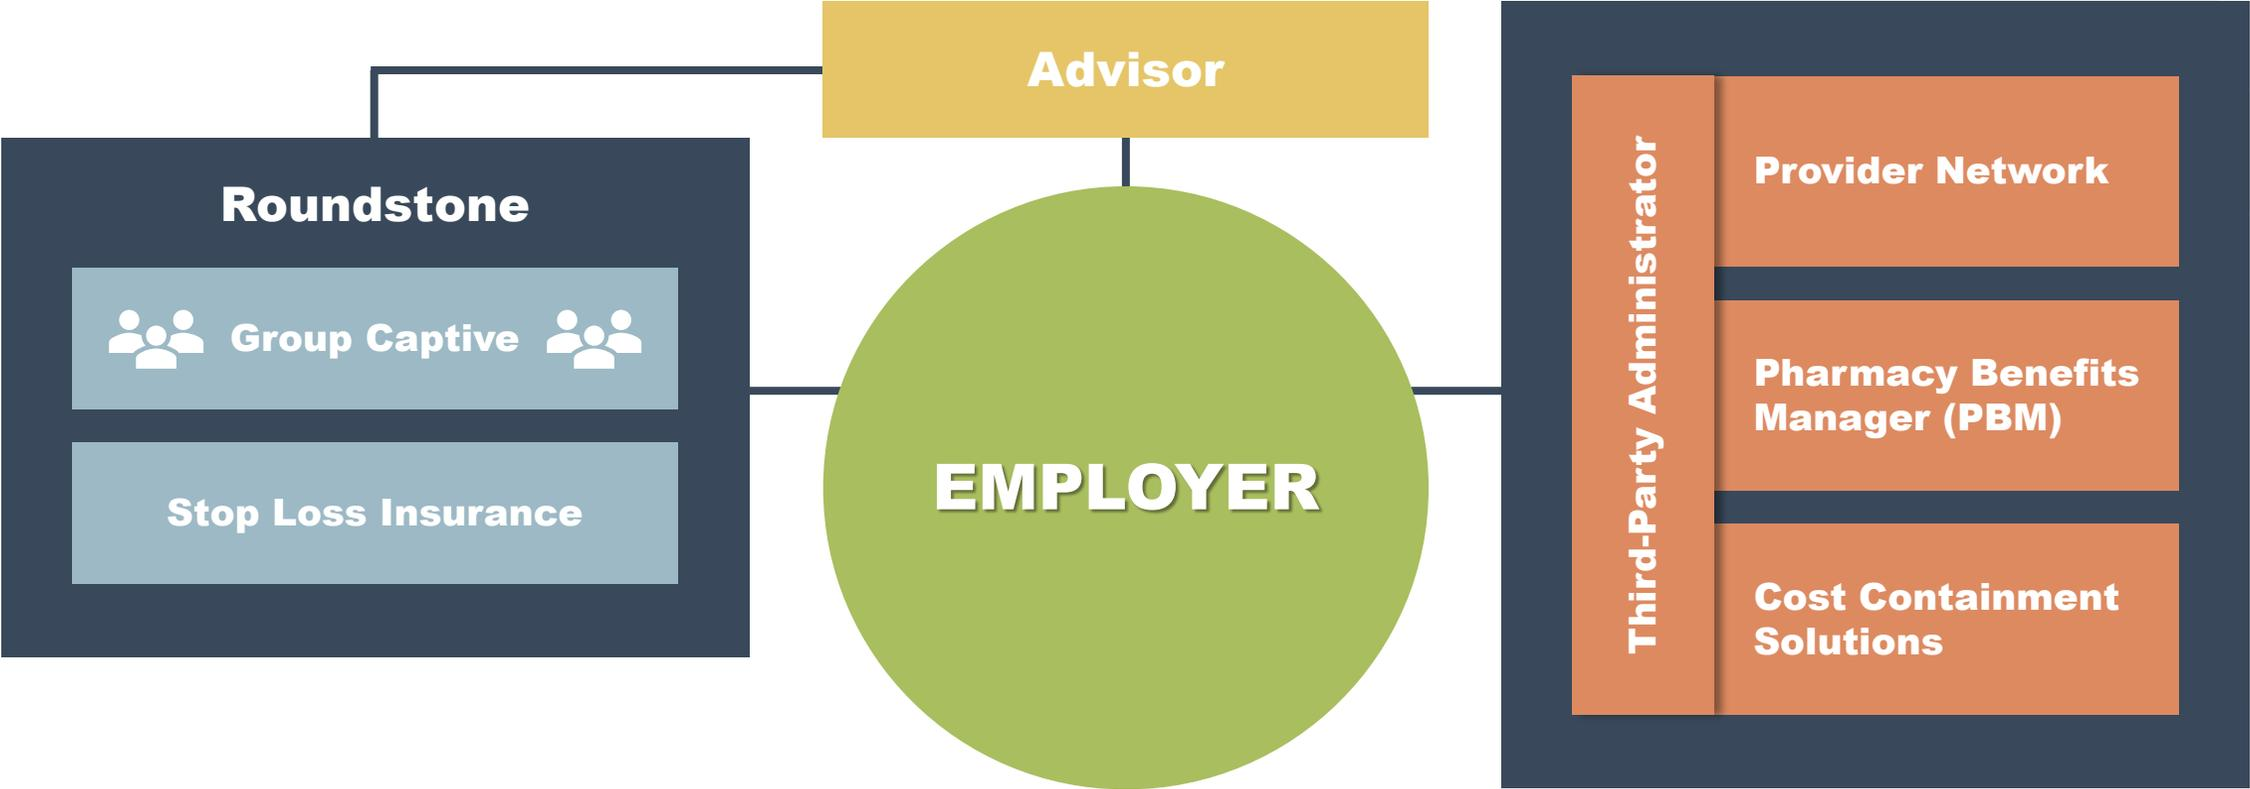 Advisor
Roundstone
Group Captive
Stop Loss Insurance
EMPLOYER
Third-Party Administrator
Provider Network
Pharmacy Benefits
Manager (PBM)
Cost Containment
Solutions